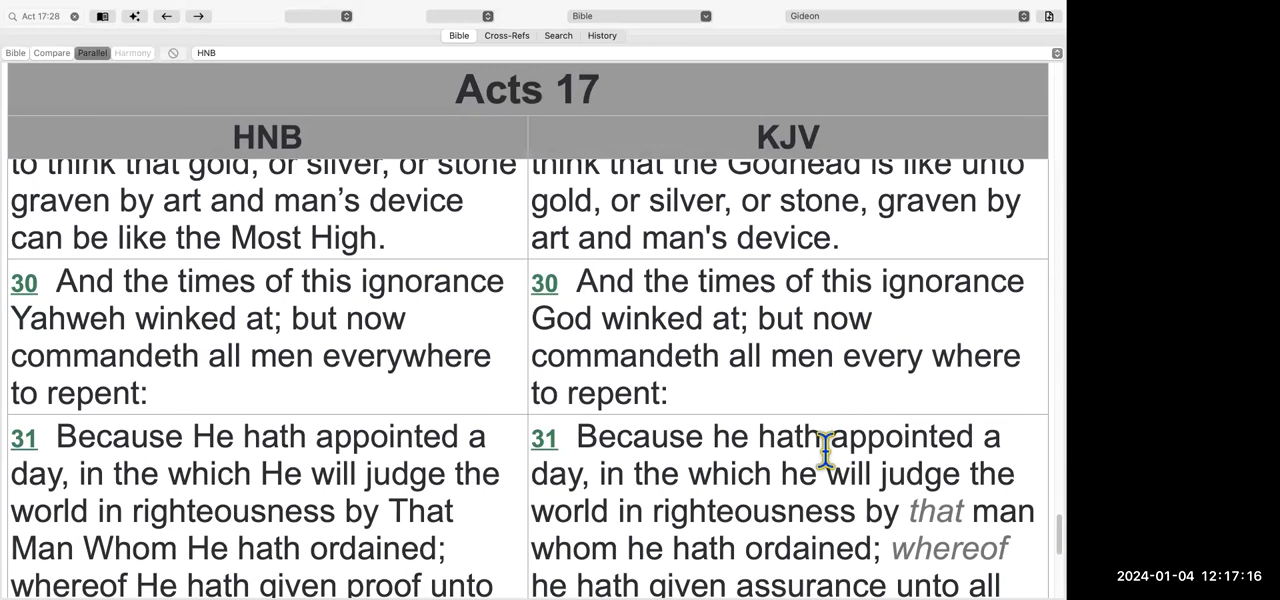 Act 17:28
Bible
Gideon
Bible Cross-Refs Search History
Bible Compare Parallel Harmony HNB
Acts 17
HNB
KJV
to think that gold, or silver, or stone
graven by art and man’s device
can be like the Most High.
think that the Godhead is like unto
gold, or silver, or stone, graven by
art and man's device.
30 And the times of this ignorance
Yahweh winked at; but now
commandeth all men everywhere
to repent:
30 And the times of this ignorance
God winked at; but now
commandeth all men every where
to repent:
31 Because He hath appointed a
day, in the which He will judge the
world in righteousness by That
Man Whom He hath ordained;
whereof He hath given proof unto
31 Because he hath appointed a
day, in the which he will judge the
world in righteousness by that man
whom he hath ordained; whereof
he hath given assurance unto all
2024-01-04 12:17:16